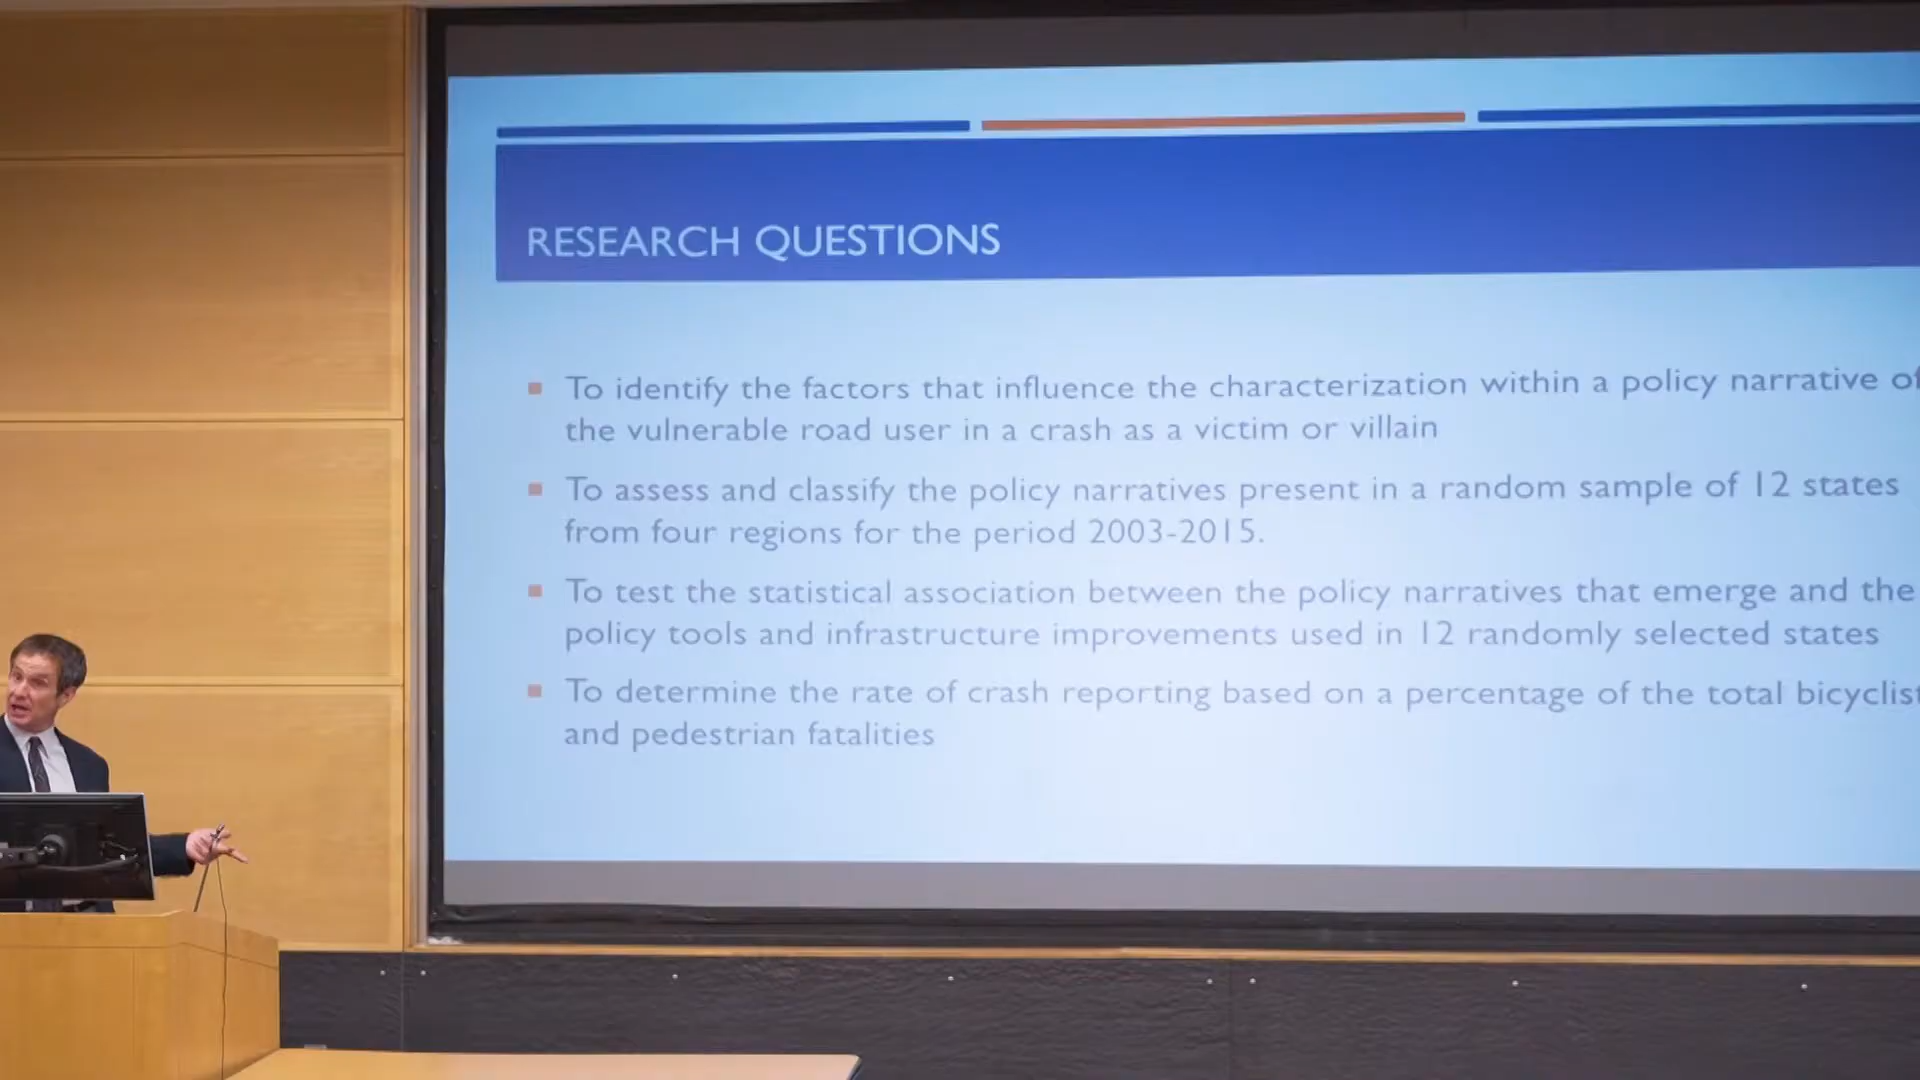 RESEARCH QUESTIONS
To identify the factors that influence the characterization within a policy narrative of
the vulnerable road user in a crash as a victim or villain
To assess and classify the policy narratives present in a random sample of 12 states
from four regions for the period 2003-2015.
To test the statistical association between the policy narratives that emerge and the
policy tools and infrastructure improvements used in 12 randomly selected states
To determine the rate of crash reporting based on a percentage of the total bicyclist
and pedestrian fatalities